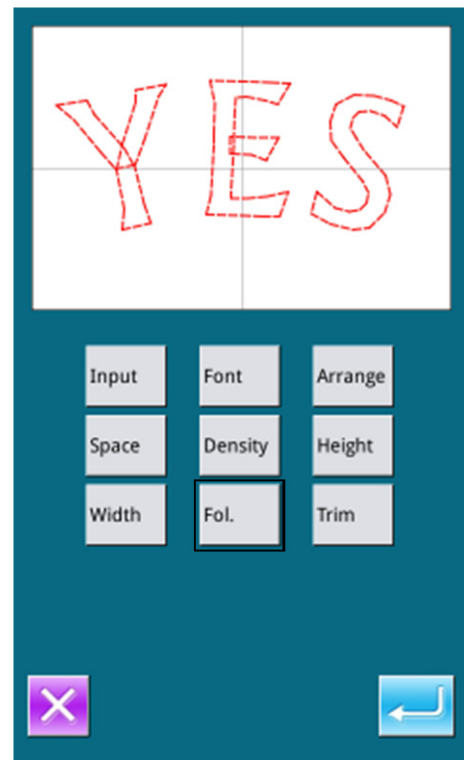 YES
Input Font Arrange
Space Density Height
Width Fol. Trim